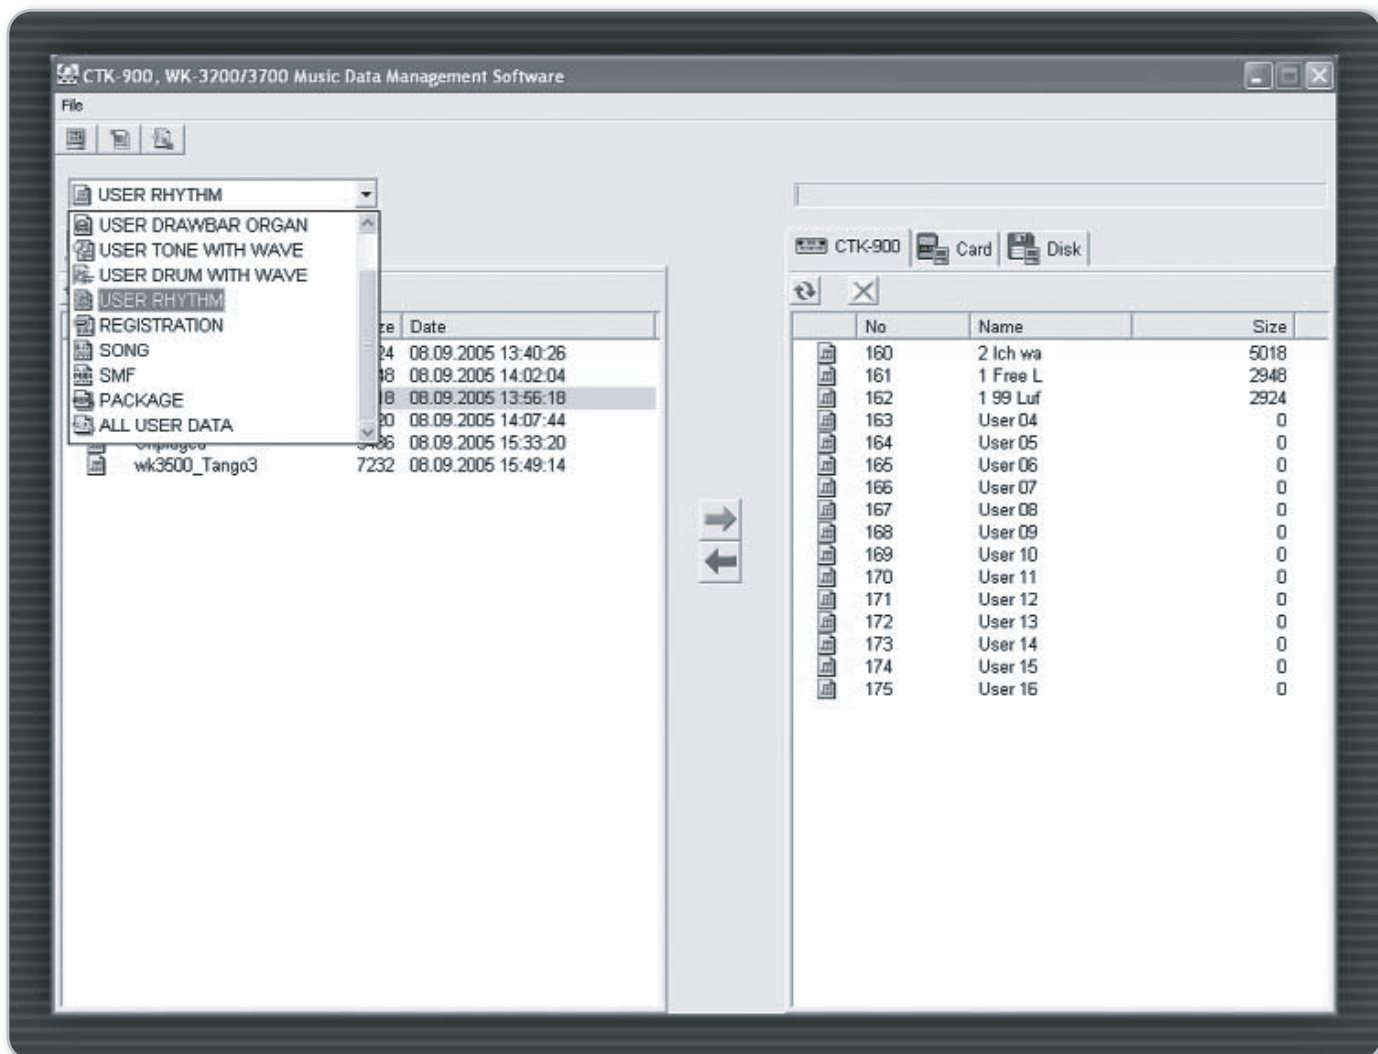 CTK-900, WK-3200/3700 Music Data Management Software
File
USER RHYTHM
USER DRAWBAR ORGAN
USER TONE WITH WAVE
USER DRUM WITH WAVE
USER RHYTHM
REGISTRATION
SONG
SMF
PACKAGE
ALL USER DATA
ze Date
24 08.09.2005 13:40:26
48 08.09.2005 14:02:04
18 08.09.2005 13:56:18
20 08.09.2005 14:07:44
08.09.2005 15:33:20
wk3500_Tango3 7232 08.09.2005 15:49:14
CTK-900 Card Disk
No Name Size
160 2 Ich wa 5018
161 1 Free L 2948
162 1 99 Luf 2924
163 User 04 0
164 User 05 0
165 User 06 0
166 User 07 0
167 User 08 0
168 User 09 0
169 User 10 0
170 User 11 0
171 User 12 0
172 User 13 0
173 User 14 0
174 User 15 0
175 User 16 0